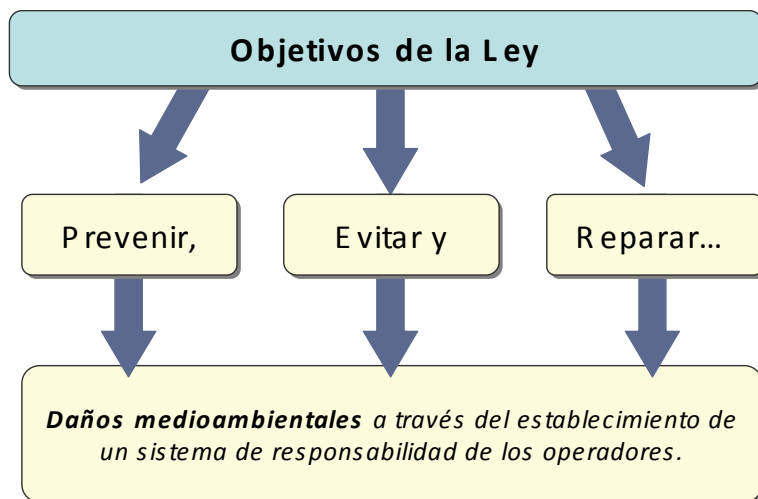 Objetivos de la Ley
Prevenir,
Evitar y
Reparar...
Daños medioambientales a través del establecimiento de
un sistema de responsabilidad de los operadores.